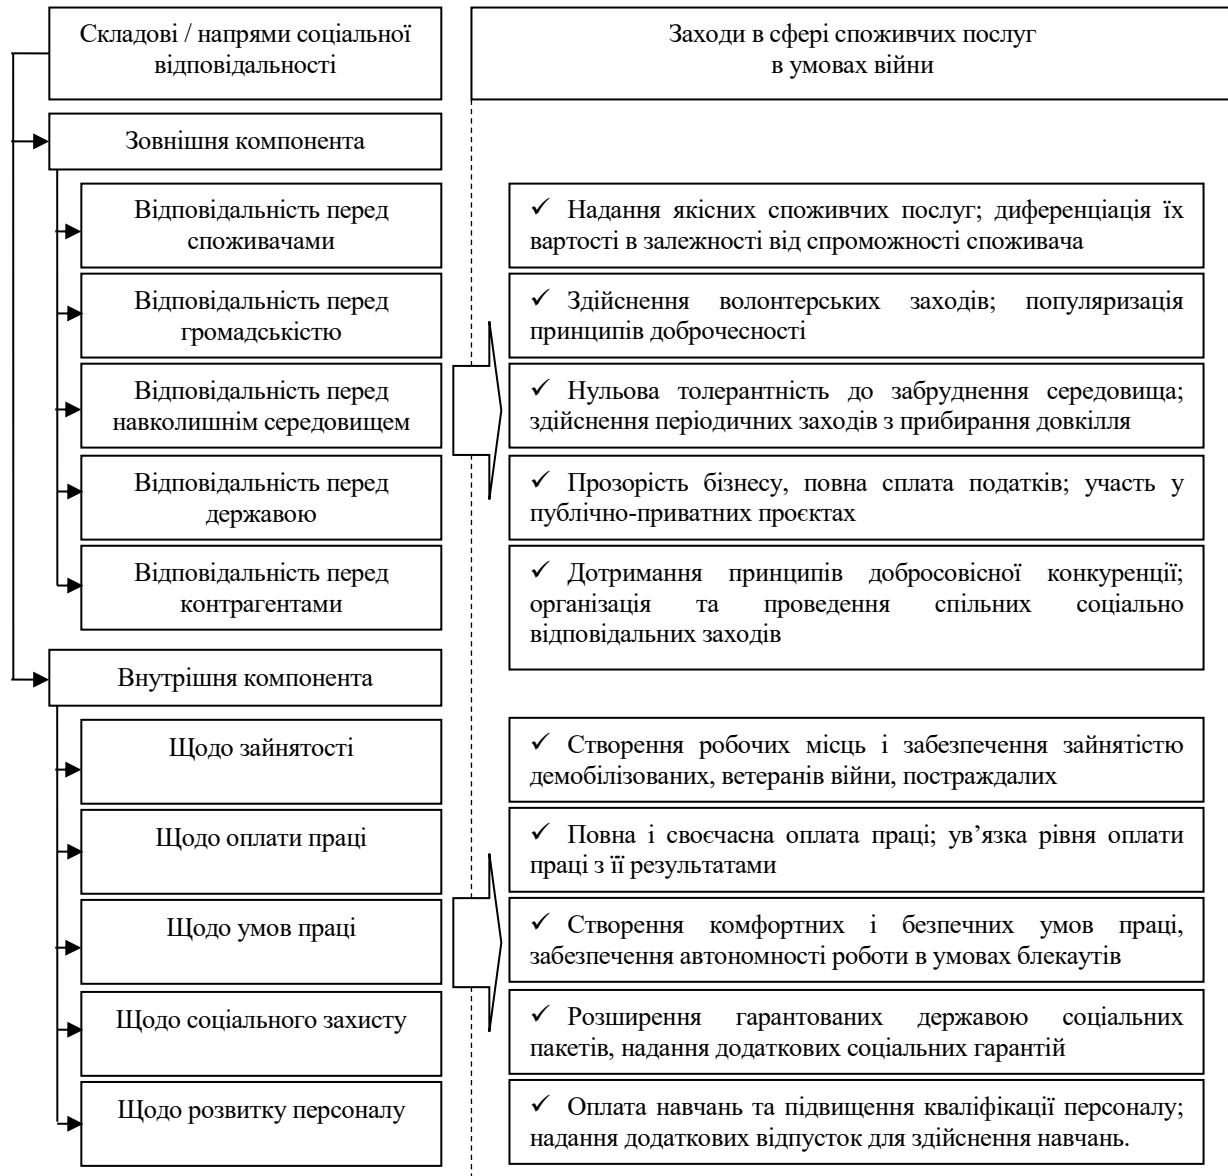 Складові / напрями соціальної
відповідальності
Заходи в сфері споживчих послуг
в умовах війни
Зовнішня компонента
Відповідальність перед
споживачами
✓ Надання якісних споживчих послуг; диференціація їх
вартості в залежності від спроможності споживача
Відповідальність перед
громадськістю
✓ Здійснення волонтерських заходів; популяризація
принципів доброчесності
Відповідальність перед
навколишнім середовищем
✓ Нульова толерантність до забруднення середовища;
здійснення періодичних заходів з прибирання довкілля
Відповідальність перед
державою
✓ Прозорість бізнесу, повна сплата податків; участь у
публічно-приватних проєктах
Відповідальність перед
контрагентами
✓ Дотримання принципів добросовісної конкуренції;
організація та проведення спільних соціально
відповідальних заходів
Внутрішня компонента
Щодо зайнятості
✓ Створення робочих місць і забезпечення зайнятістю
демобілізованих, ветеранів війни, постраждалих
Щодо оплати праці
✓ Повна і своєчасна оплата праці; ув’язка рівня оплати
праці з її результатами
Щодо умов праці
✓ Створення комфортних і безпечних умов праці,
забезпечення автономності роботи в умовах блекаутів
Щодо соціального захисту
✓ Розширення гарантованих державою соціальних
пакетів, надання додаткових соціальних гарантій
Щодо розвитку персоналу
✓ Оплата навчань та підвищення кваліфікації персоналу;
надання додаткових відпусток для здійснення навчань.